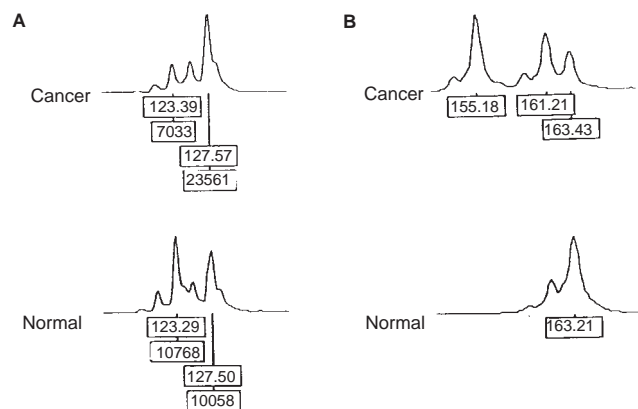 A
Cancer
123.39
7033
127.57
23561
Normal
123.29
10768
127.50
10058
B
Cancer
155.18
161.21
163.43
Normal
163.21